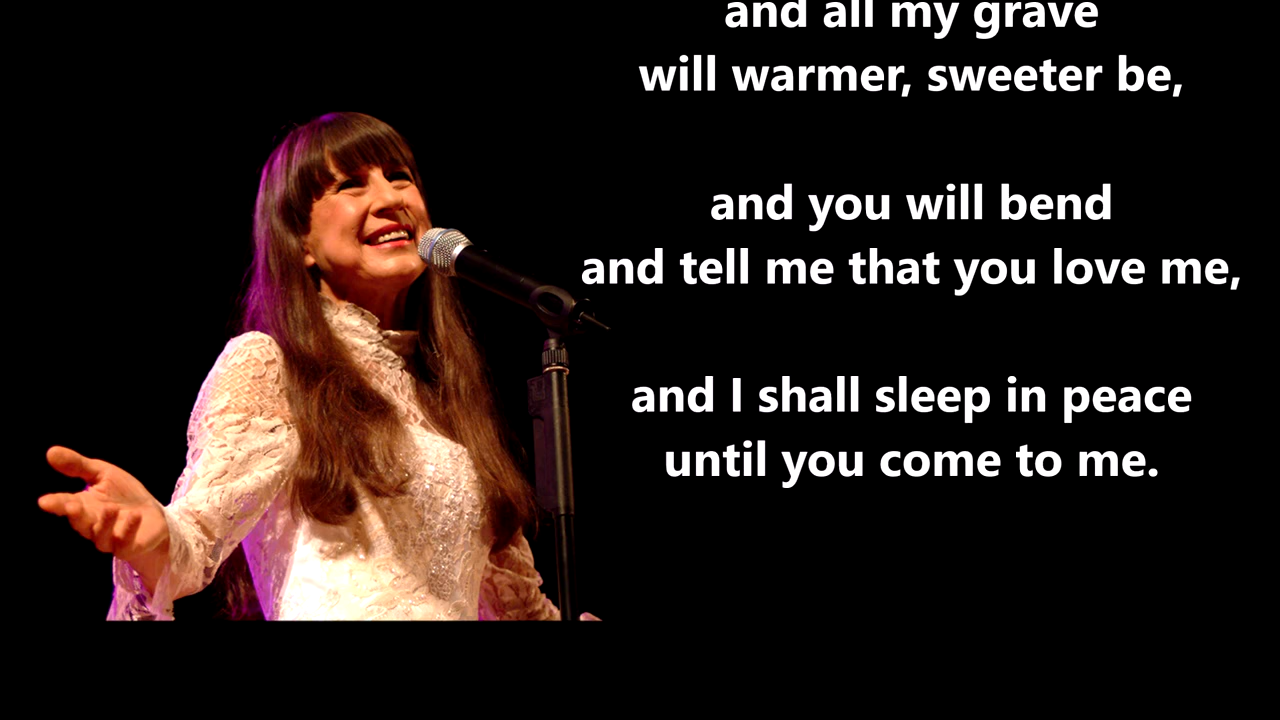 and all my grave
will warmer, sweeter be,
and you will bend
and tell me that you love me,
and I shall sleep in peace
until you come to me.